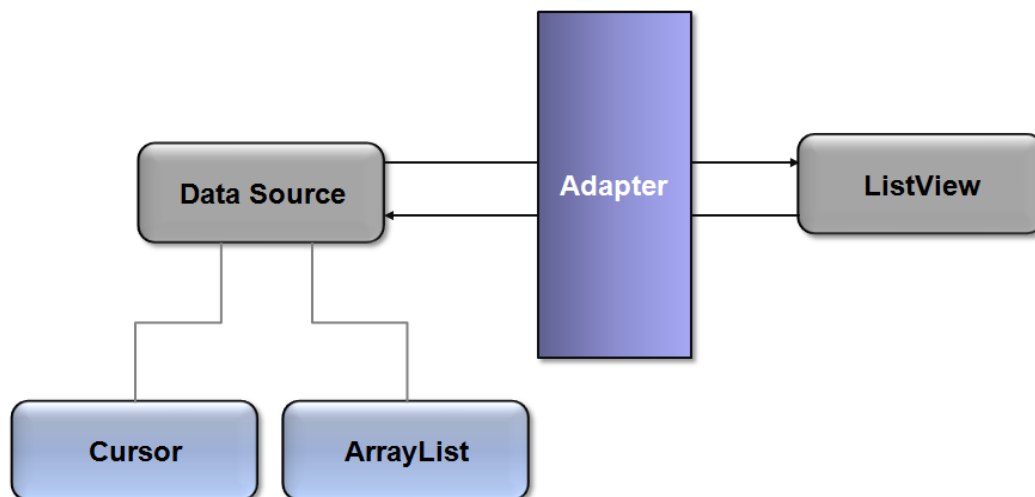 Data Source
Adapter
ListView
Cursor
ArrayList